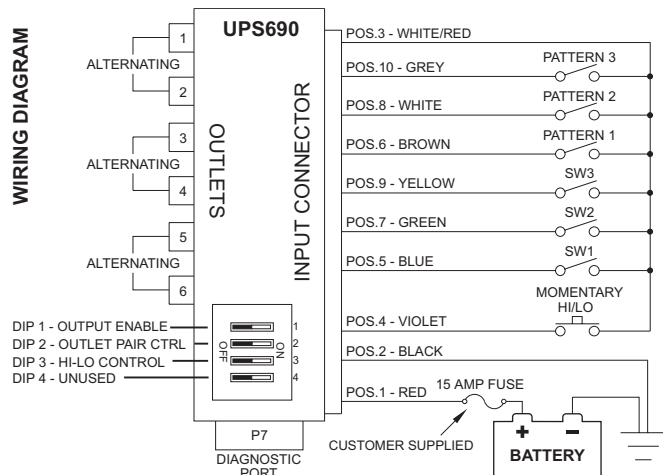 WIRING DIAGRAM
UPS690
1
ALTERNATING
2
3
ALTERNATING
4
5
ALTERNATING
6
OUTLETS
INPUT CONNECTOR
POS.3 - WHITE/RED
POS.10 - GREY
PATTERN 3
POS.8 - WHITE
PATTERN 2
POS.6 - BROWN
PATTERN 1
POS.9 - YELLOW
SW3
POS.7 - GREEN
SW2
POS.5 - BLUE
SW1
MOMENTARY
HI/LO
POS.4 - VIOLET
POS.2 - BLACK
POS.1 - RED
15 AMP FUSE
CUSTOMER SUPPLIED
+ −
BATTERY
DIP 1 - OUTPUT ENABLE
DIP 2 - OUTLET PAIR CTRL
DIP 3 - HI-LO CONTROL
DIP 4 - UNUSED
OFF
ON
1
2
3
4
P7
DIAGNOSTIC
PORT